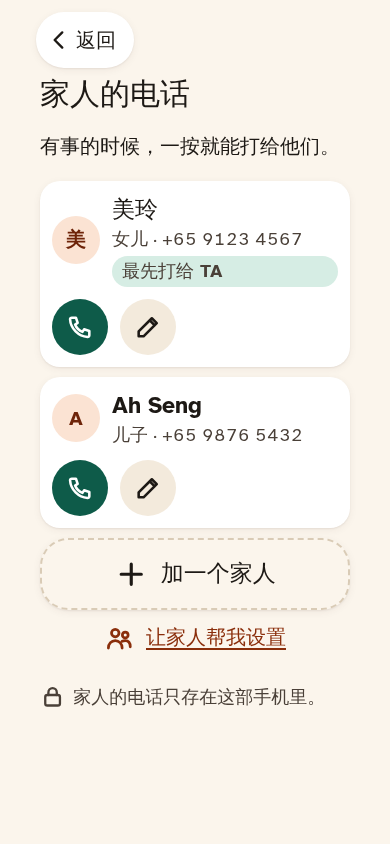 返回
家人的电话
有事的时候，一按就能打给他们。
美
美玲
女儿 · +65 9123 4567
最先打给 TA
A
Ah Seng
儿子 · +65 9876 5432
加一个家人
让家人帮我设置
家人的电话只存在这部手机里。